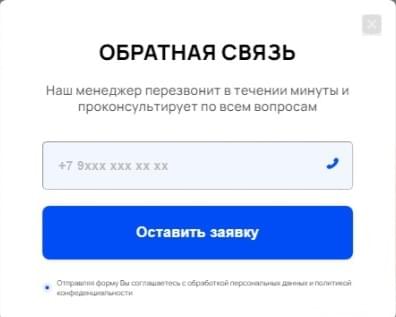 ОБРАТНАЯ СВЯЗЬ
Наш менеджер перезвонит в течении минуты и
проконсультирует по всем вопросам
+7 9xxx xxx xx xx
Оставить заявку
Отправляя форму Вы соглашаетесь с обработкой персональных данных и политикой
конфеденциальности